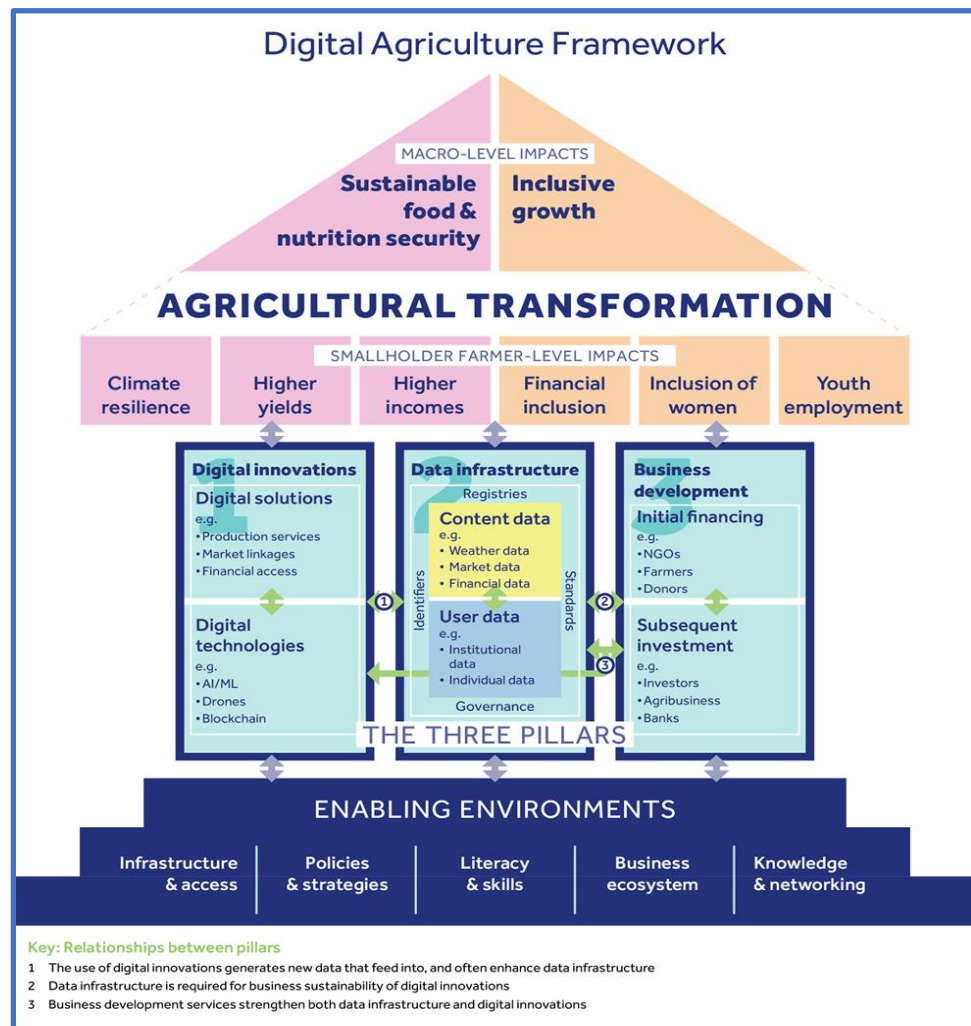 Digital Agriculture Framework
MACRO-LEVEL IMPACTS
Sustainable
food &
nutrition security
Inclusive
growth
AGRICULTURAL TRANSFORMATION
SMALLHOLDER FARMER-LEVEL IMPACTS
Climate
resilience
Higher
yields
Higher
incomes
Financial
inclusion
Inclusion of
women
Youth
employment
1
Digital innovations
Digital solutions
e.g.
• Production services
• Market linkages
• Financial access
Digital
technologies
e.g.
• AI/ML
• Drones
• Blockchain
1
2
Data infrastructure
Registries
Identifiers
Content data
e.g.
• Weather data
• Market data
• Financial data
User data
e.g.
• Institutional
data
• Individual data
Standards
Governance
2
3
3
Business
development
Initial financing
e.g.
• NGOs
• Farmers
• Donors
Subsequent
investment
e.g.
• Investors
• Agribusiness
• Banks
THE THREE PILLARS
ENABLING ENVIRONMENTS
Infrastructure
& access
Policies
& strategies
Literacy
& skills
Business
ecosystem
Knowledge
& networking
Key: Relationships between pillars
1 The use of digital innovations generates new data that feed into, and often enhance data infrastructure
2 Data infrastructure is required for business sustainability of digital innovations
3 Business development services strengthen both data infrastructure and digital innovations